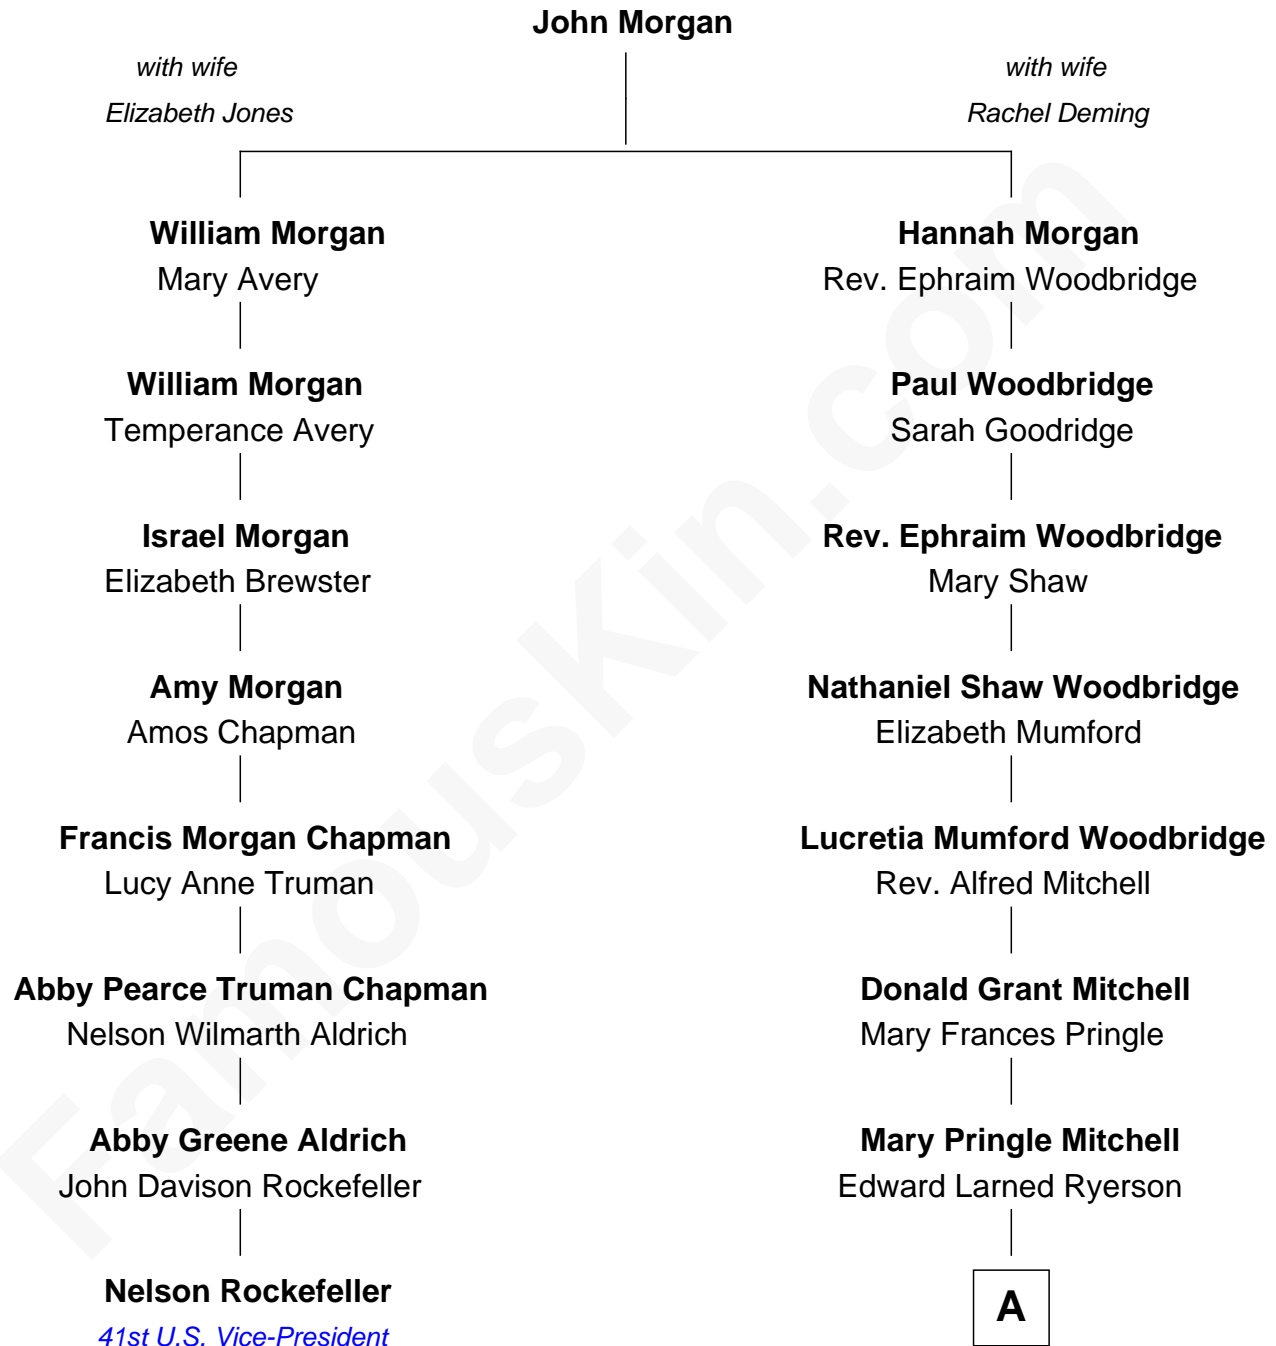 John Morgan
with wife
Elizabeth Jones
with wife
Rachel Deming
William Morgan
Mary Avery
Hannah Morgan
Rev. Ephraim Woodbridge
William Morgan
Temperance Avery
Paul Woodbridge
Sarah Goodridge
Israel Morgan
Elizabeth Brewster
Rev. Ephraim Woodbridge
Mary Shaw
Amy Morgan
Amos Chapman
Nathaniel Shaw Woodbridge
Elizabeth Mumford
Francis Morgan Chapman
Lucy Anne Truman
Lucretia Mumford Woodbridge
Rev. Alfred Mitchell
Abby Pearce Truman Chapman
Nelson Wilmarth Aldrich
Donald Grant Mitchell
Mary Frances Pringle
Abby Greene Aldrich
John Davison Rockefeller
Mary Pringle Mitchell
Edward Larned Ryerson
Nelson Rockefeller
41st U.S. Vice-President
A
FamousKin.com